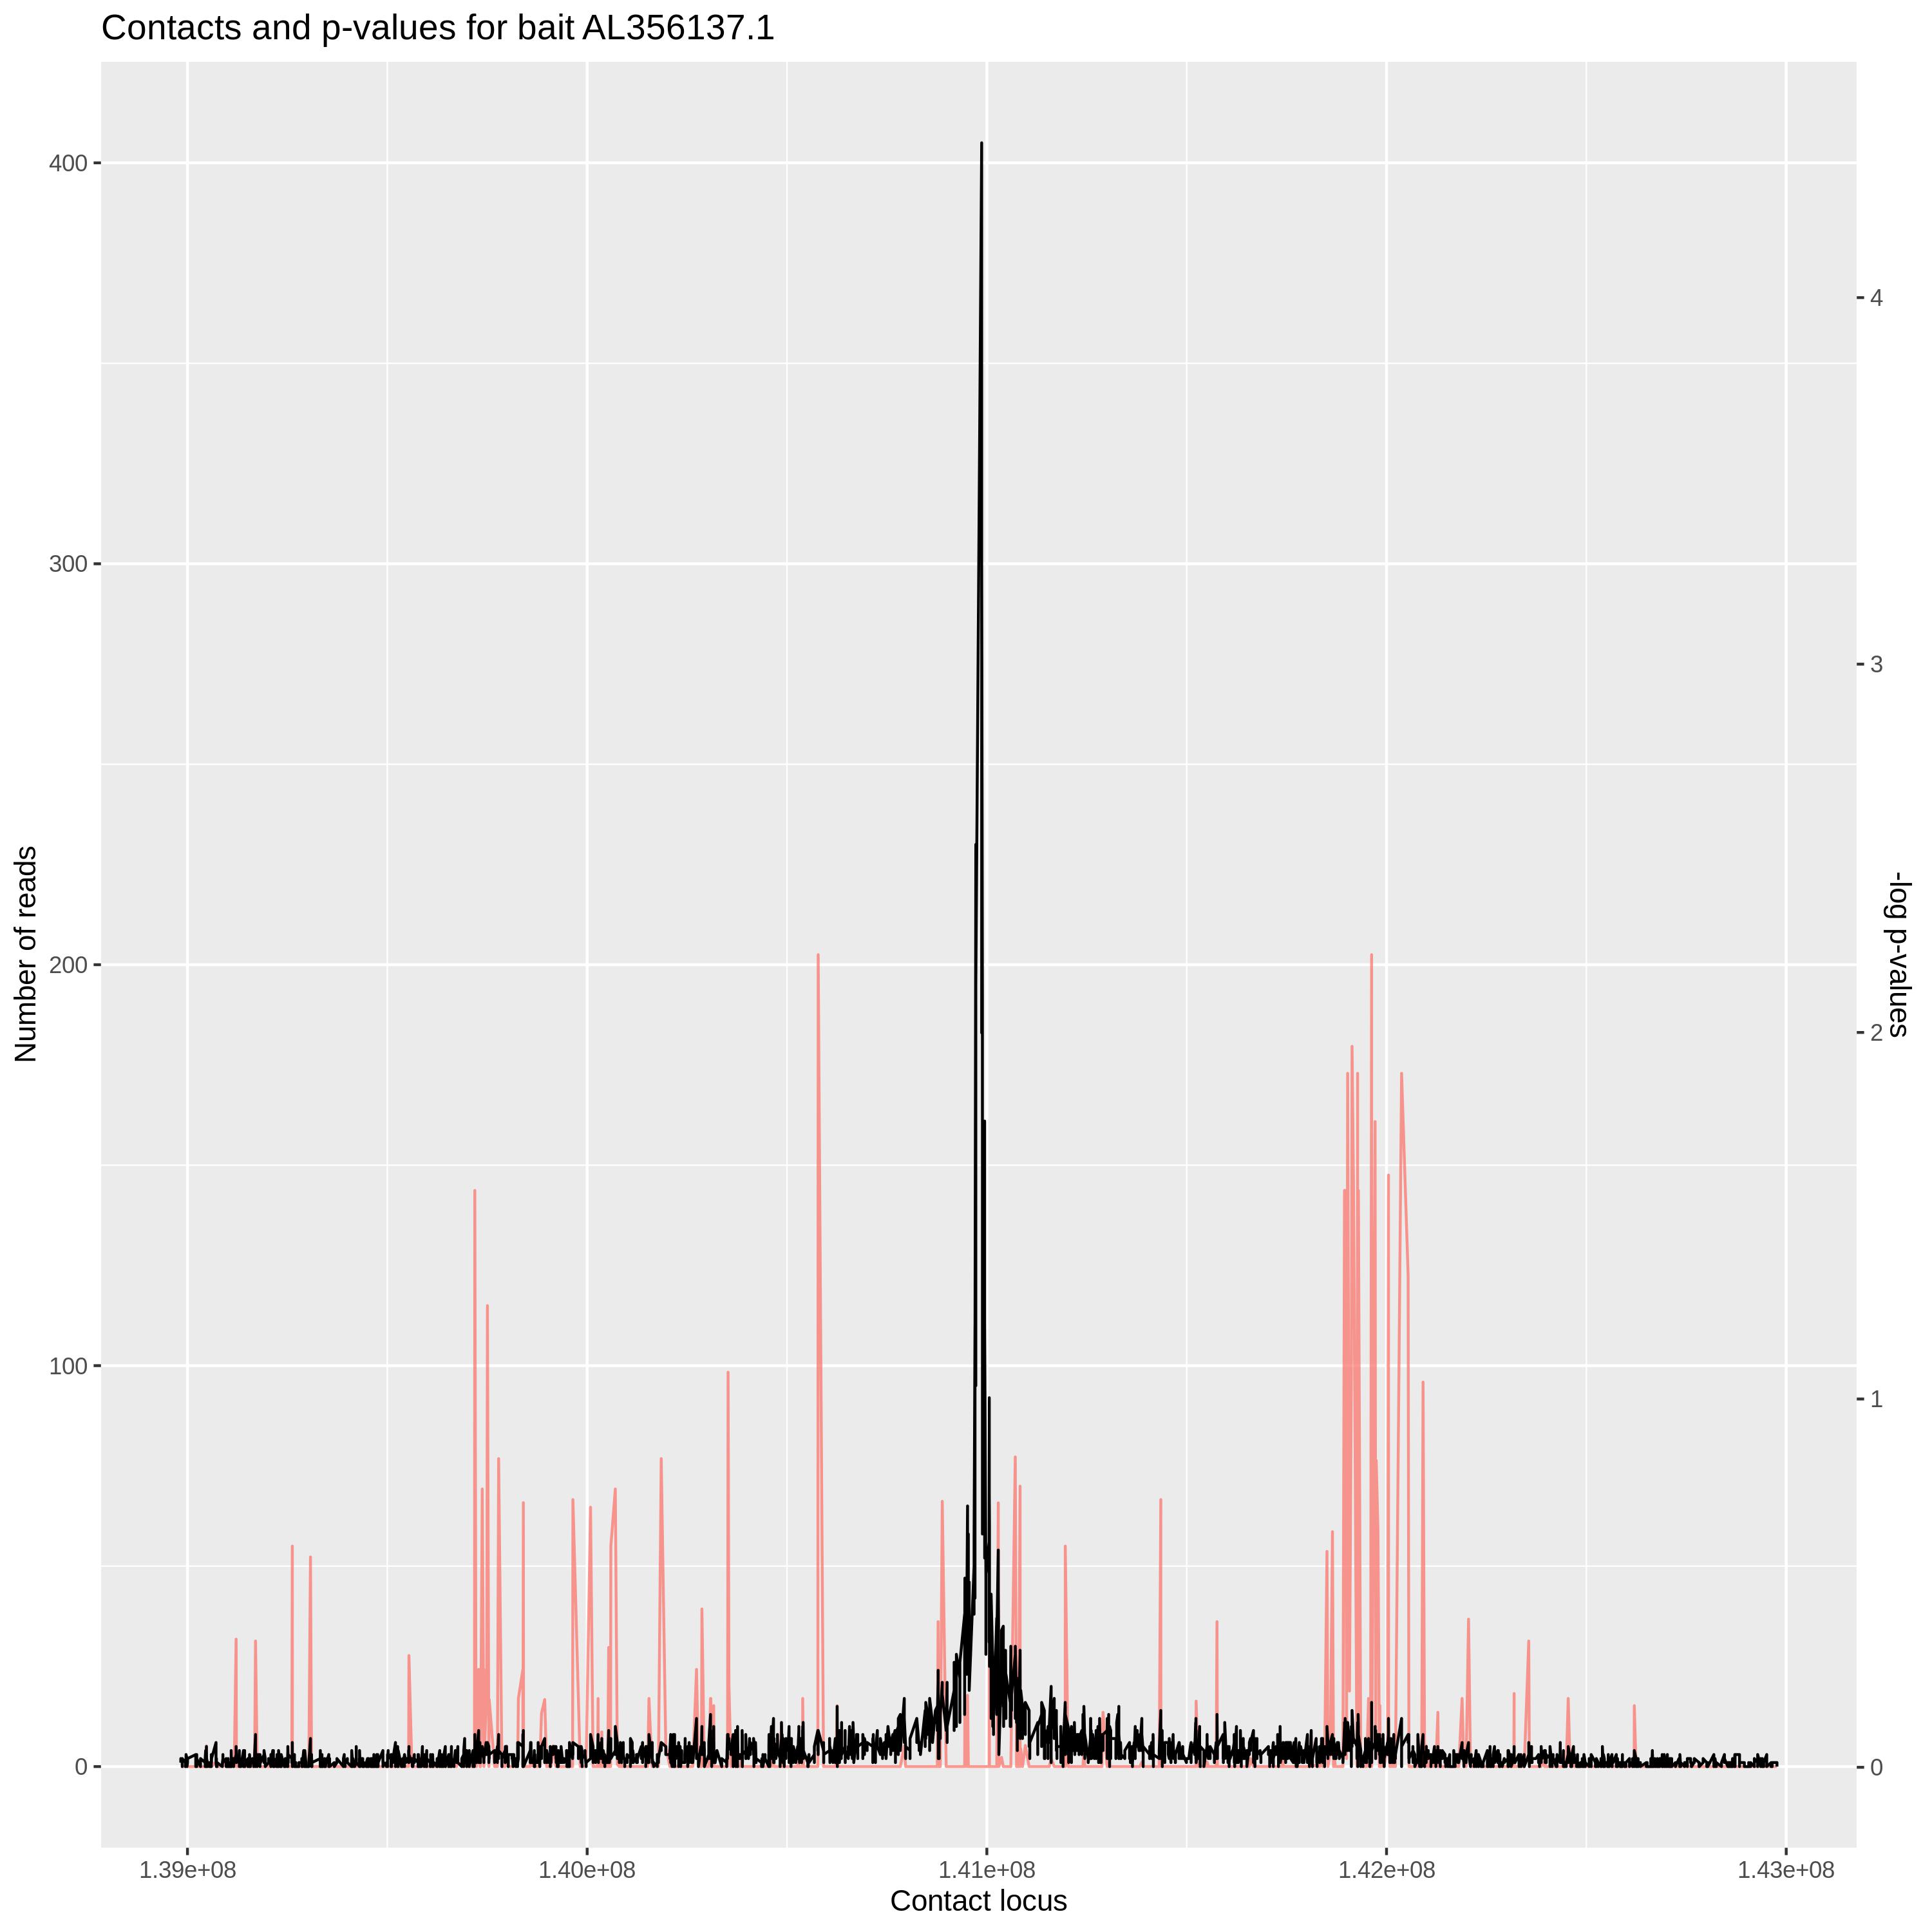 Contacts and p-values for bait AL356137.1
400
300
200
100
0
Number of reads
4
3
2
1
0
-log p-values
1.39e+08 1.40e+08 1.41e+08 1.42e+08 1.43e+08
Contact locus